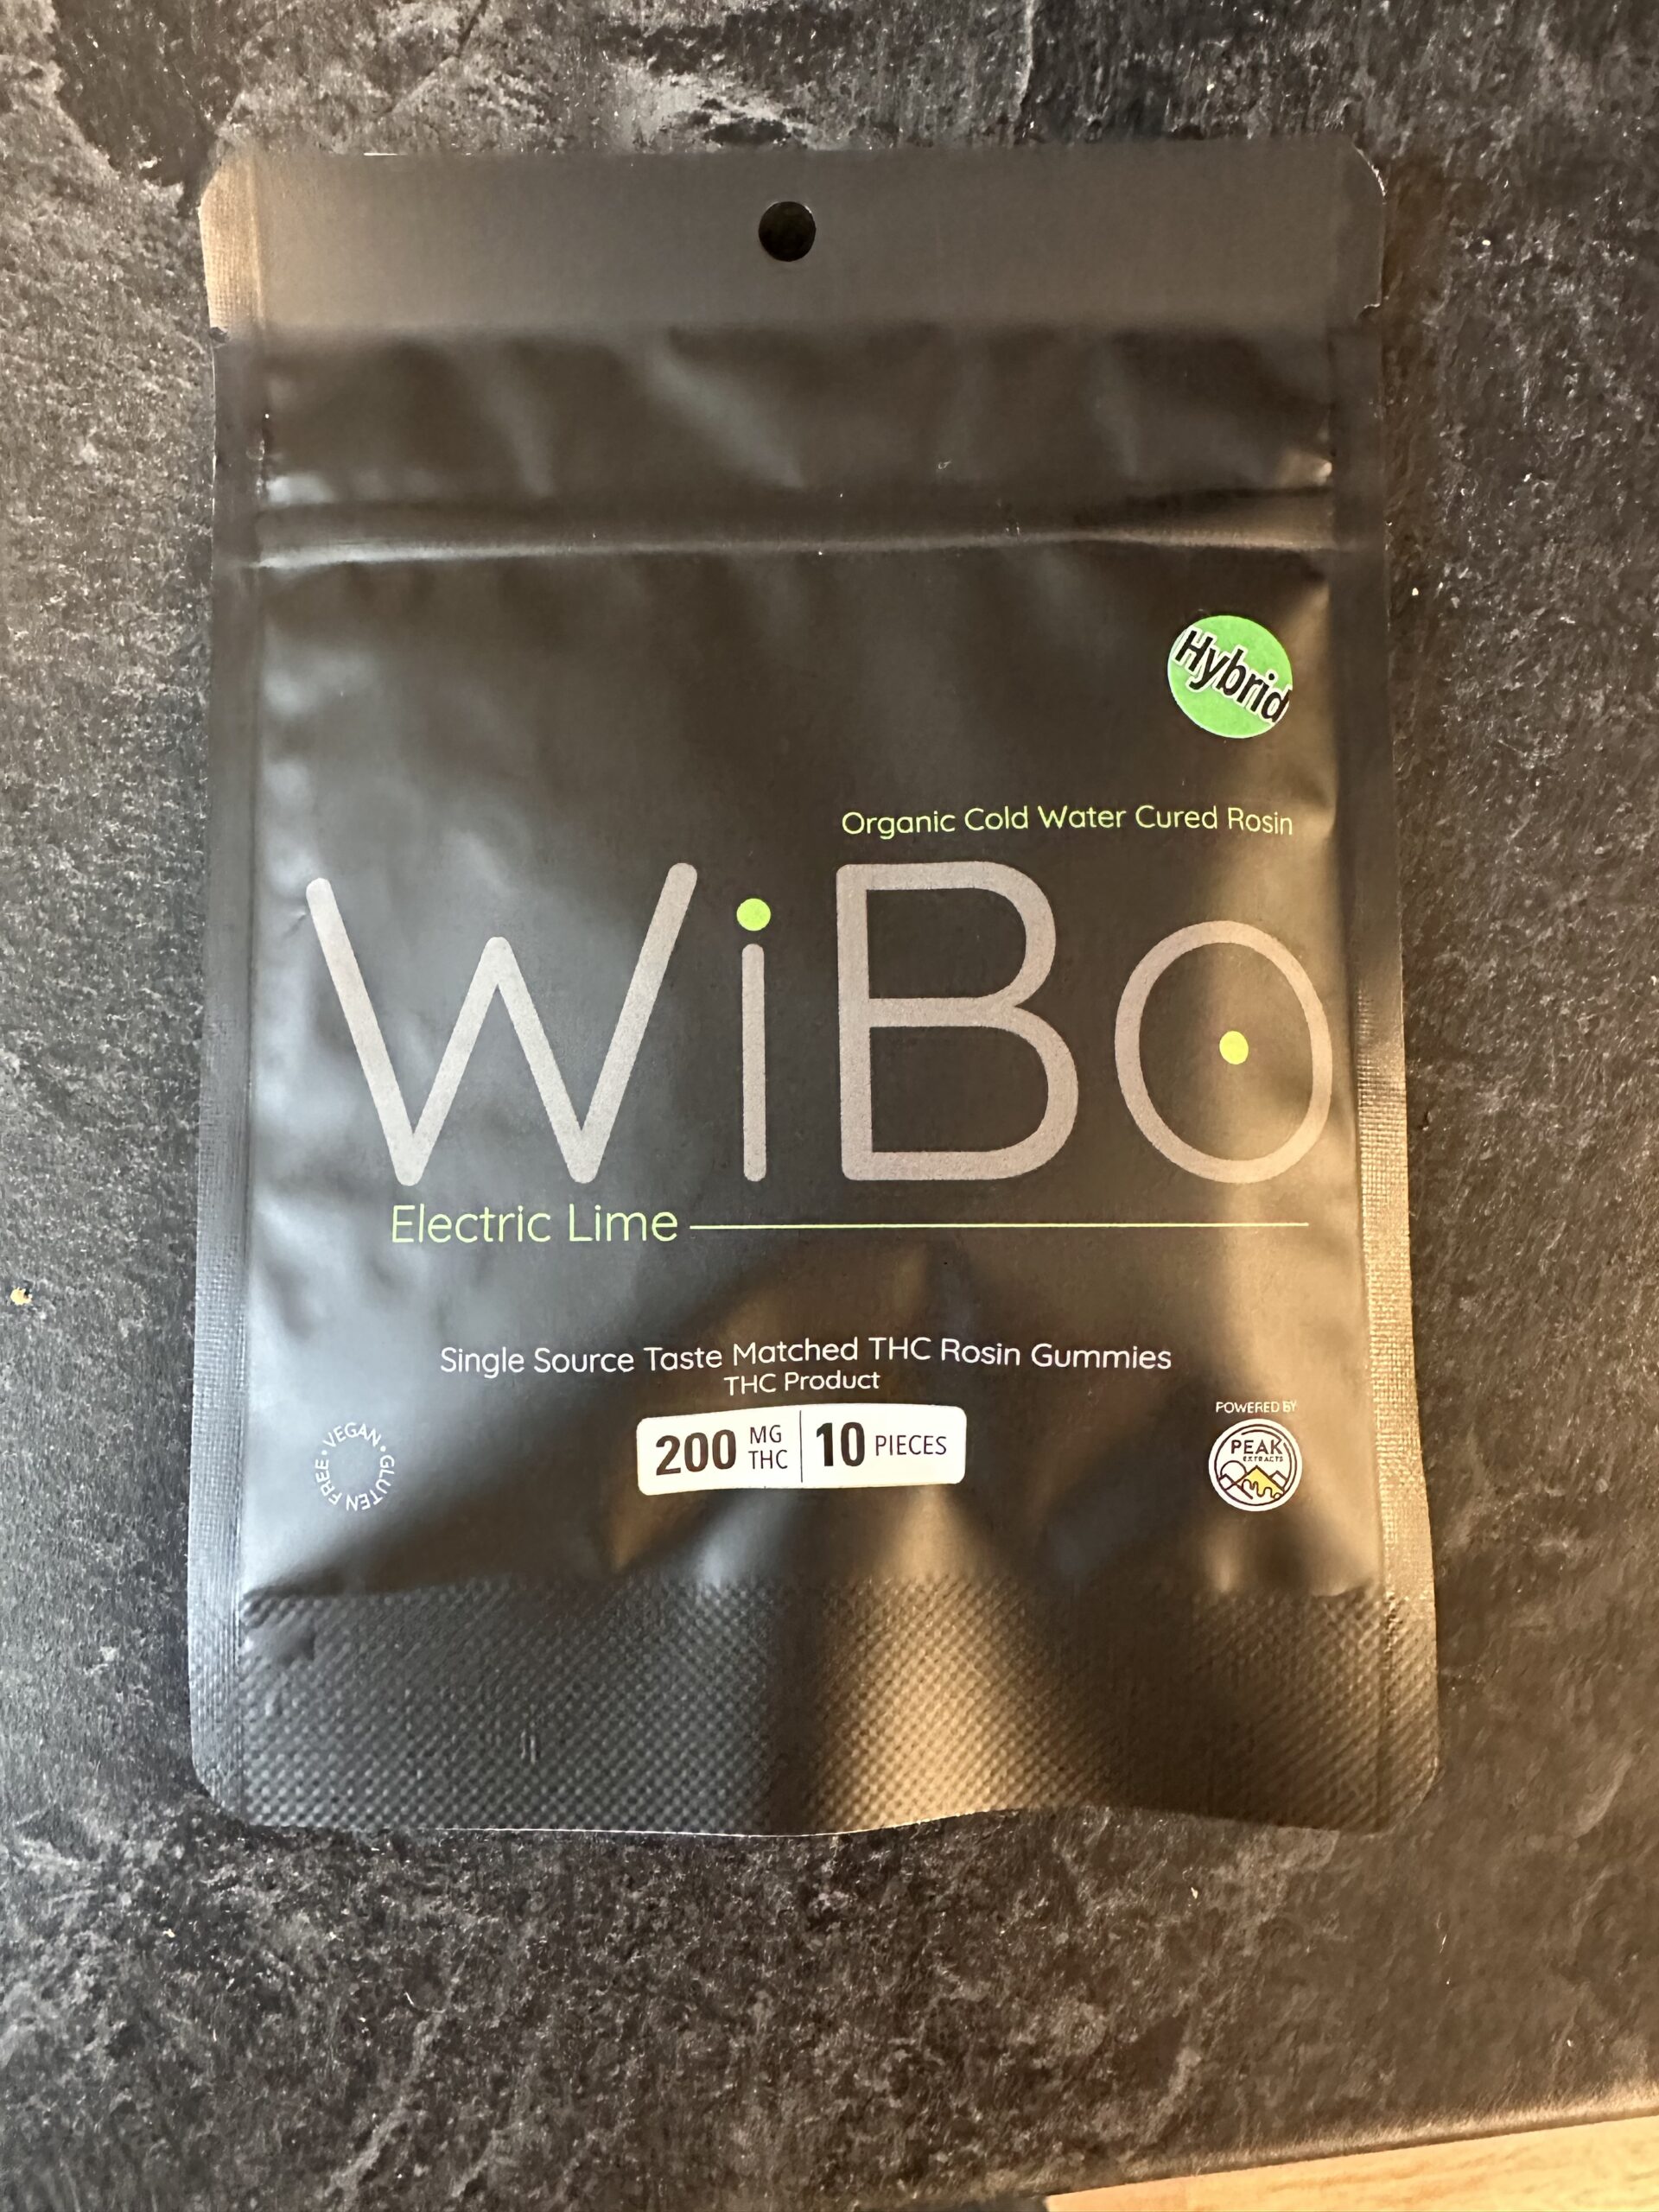 Hybrid
Organic Cold Water Cured Rosin
WiBo
Electric Lime
Single Source Taste Matched THC Rosin Gummies
THC Product
200 MG THC 10 PIECES
VEGAN • GLUTEN FREE •
POWERED BY
PEAK
EXTRACTS